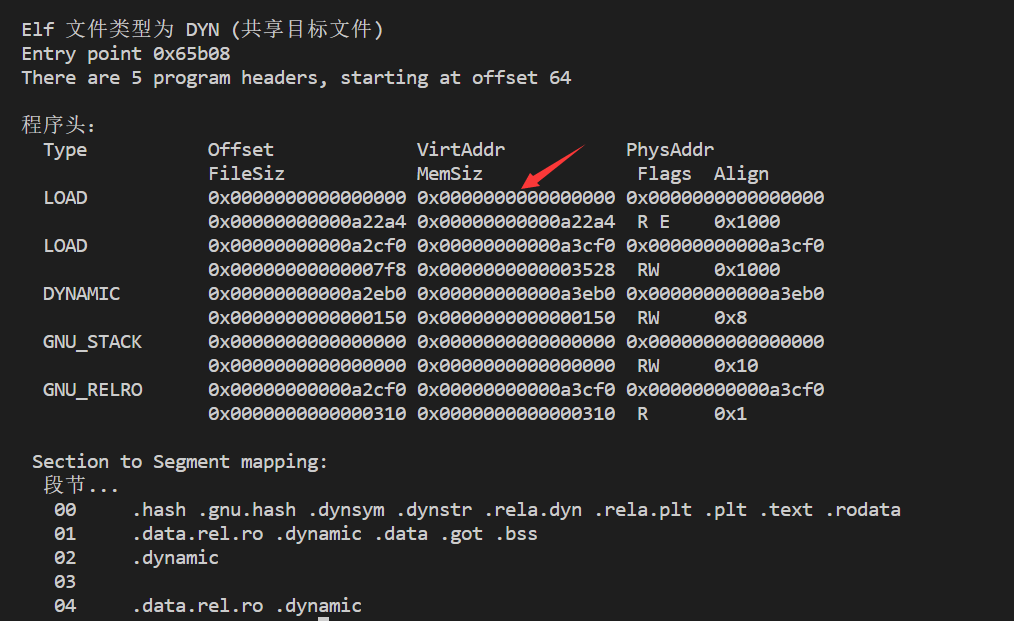 Elf 文件类型为 DYN (共享目标文件)
Entry point 0x65b08
There are 5 program headers, starting at offset 64
程序头：
Type Offset VirtAddr PhysAddr
FileSiz MemSiz Flags Align
LOAD 0x0000000000000000 0x0000000000000000 0x0000000000000000
0x00000000000a22a4 0x00000000000a22a4 R E 0x1000
LOAD 0x00000000000a2cf0 0x00000000000a3cf0 0x00000000000a3cf0
0x00000000000007f8 0x0000000000003528 RW 0x1000
DYNAMIC 0x00000000000a2eb0 0x00000000000a3eb0 0x00000000000a3eb0
0x0000000000000150 0x0000000000000150 RW 0x8
GNU_STACK 0x0000000000000000 0x0000000000000000 0x0000000000000000
0x0000000000000000 0x0000000000000000 RW 0x10
GNU_RELRO 0x00000000000a2cf0 0x00000000000a3cf0 0x00000000000a3cf0
0x0000000000000310 0x0000000000000310 R 0x1
Section to Segment mapping:
段节...
00 .hash .gnu.hash .dynsym .dynstr .rela.dyn .rela.plt .plt .text .rodata
01 .data.rel.ro .dynamic .data .got .bss
02 .dynamic
03
04 .data.rel.ro .dynamic